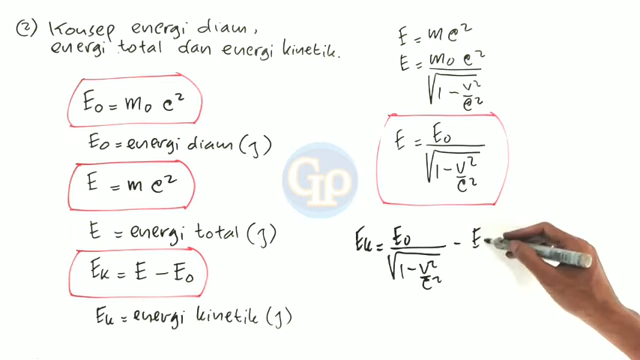 (2) Konsep energi diam,
energi total dan energi kinetik.
E₀ = m₀ c²
E₀ = energi diam (J)
E = m c²
E = energi total (J)
Eₖ = E − E₀
Eₖ = energi kinetik (J)
E = m c²
E = m₀ c² / √(1 − v²/c²)
E = E₀ / √(1 − v²/c²)
Eₖ = E₀ / √(1 − v²/c²) − E
Gp